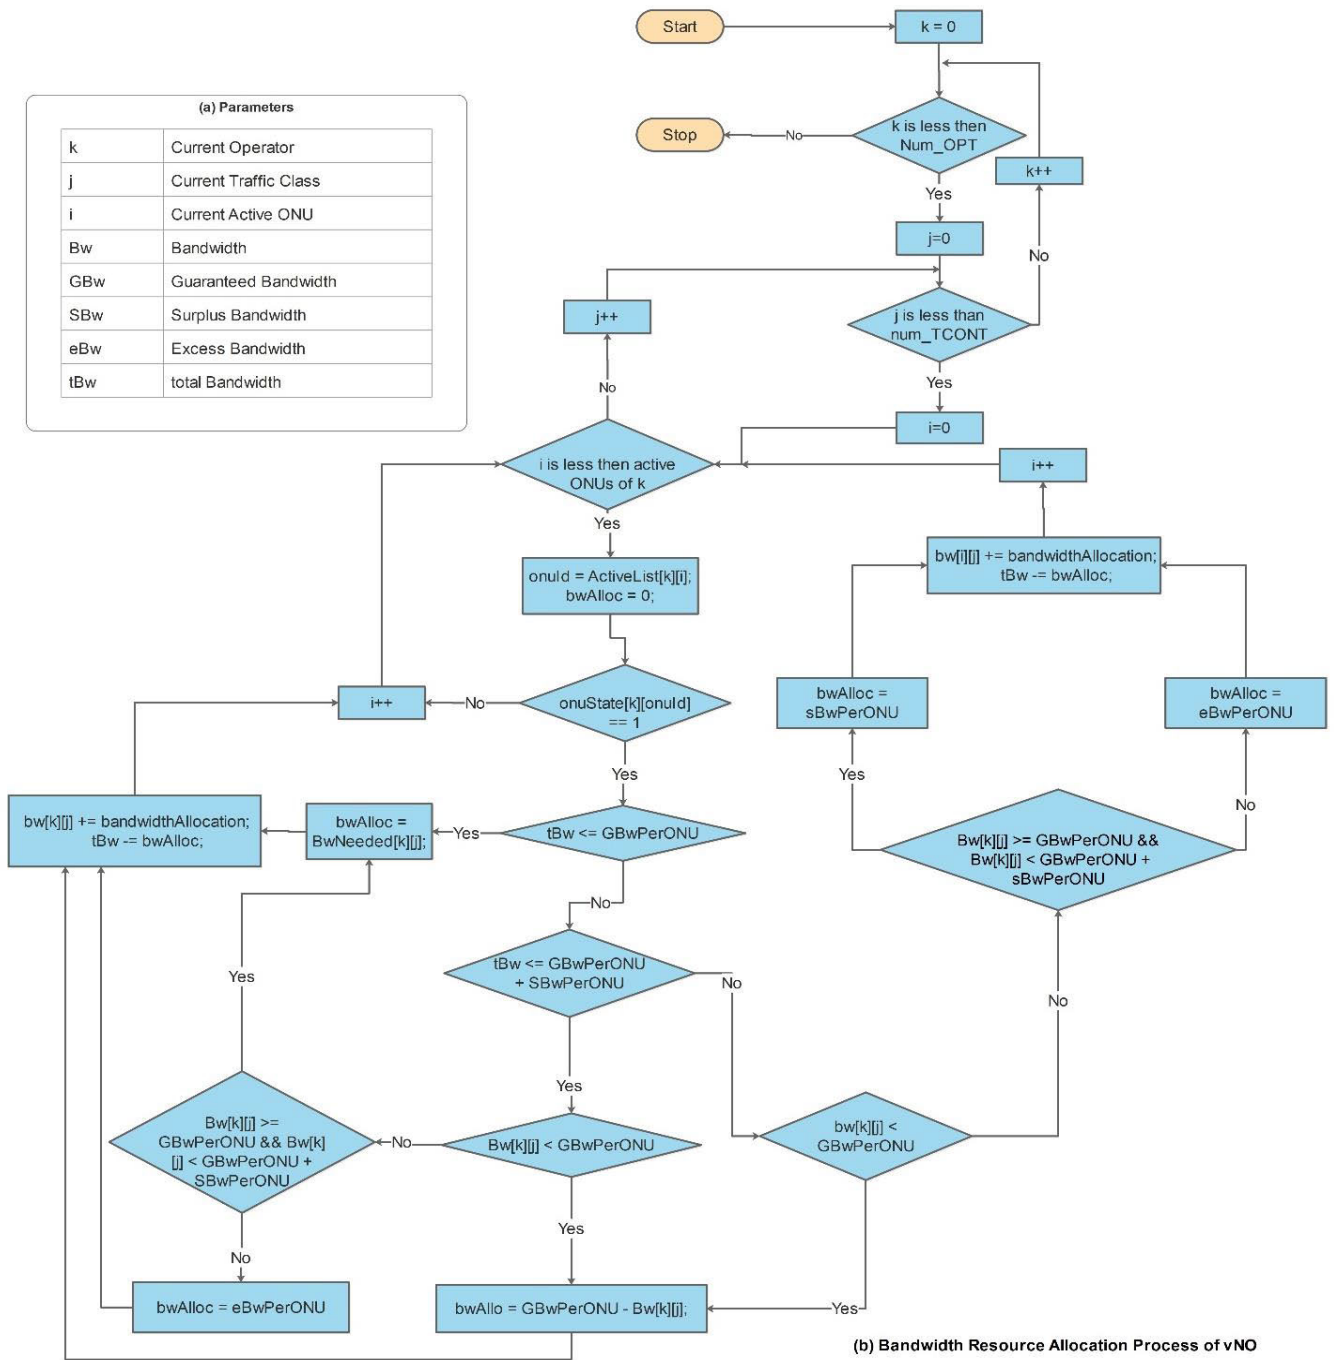 Start
k = 0
(a) Parameters
k Current Operator
j Current Traffic Class
i Current Active ONU
Bw Bandwidth
GBw Guaranteed Bandwidth
SBw Surplus Bandwidth
eBw Excess Bandwidth
tBw total Bandwidth
Stop
No
k is less then
Num_OPT
k++
Yes
j=0
No
j++
j is less than
num_TCONT
Yes
No
i=0
i is less then active
ONUs of k
i++
Yes
onuId = ActiveList[k][i];
bwAlloc = 0;
bw[i][j] += bandwidthAllocation;
tBw -= bwAlloc;
i++
No
onuState[k][onuId]
== 1
bwAlloc =
sBwPerONU
bwAlloc =
eBwPerONU
Yes
Yes
No
bw[k][j] += bandwidthAllocation;
tBw -= bwAlloc;
bwAlloc =
BwNeeded[k][j];
Yes
tBw <= GBwPerONU
Bw[k][j] >= GBwPerONU &&
Bw[k][j] < GBwPerONU +
sBwPerONU
No
tBw <= GBwPerONU
+ SBwPerONU
Yes
No
No
Yes
Bw[k][j] >=
GBwPerONU && Bw[k]
[j] < GBwPerONU +
SBwPerONU
No
Bw[k][j] < GBwPerONU
bw[k][j] <
GBwPerONU
Yes
No
bwAlloc = eBwPerONU
bwAllo = GBwPerONU - Bw[k][j];
Yes
(b) Bandwidth Resource Allocation Process of vNO